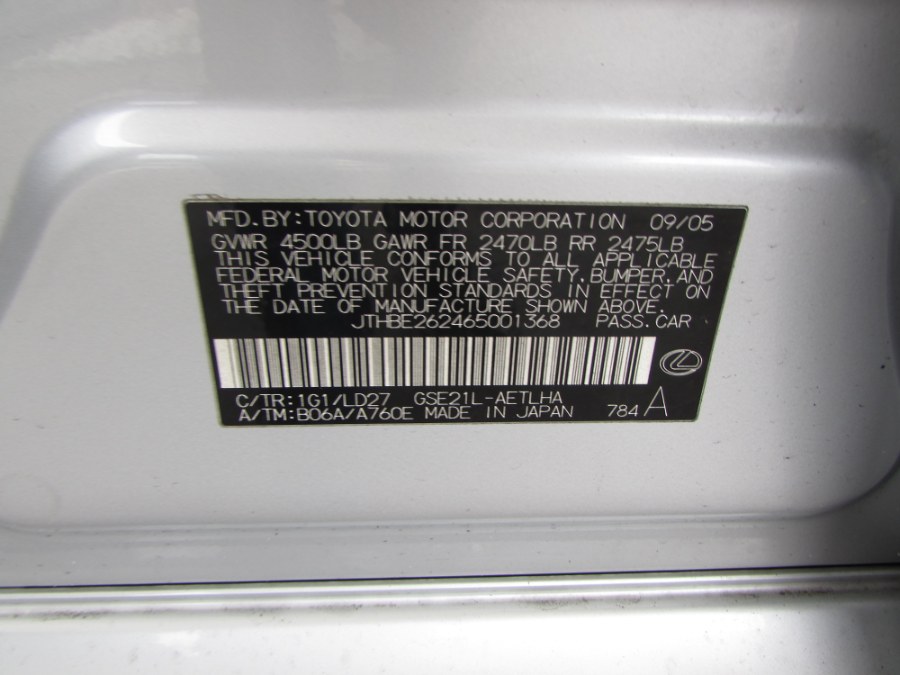 MFD. BY: TOYOTA MOTOR CORPORATION 09/05
GVWR 4500LB GAWR FR 2470LB RR 2475LB
THIS VEHICLE CONFORMS TO ALL APPLICABLE
FEDERAL MOTOR VEHICLE SAFETY, BUMPER, AND
THEFT PREVENTION STANDARDS IN EFFECT ON
THE DATE OF MANUFACTURE SHOWN ABOVE.
JTHBE262465001368 PASS. CAR
C/TR: 1G1/LD27 GSE21L-AETLHA
A/TM: B06A/A760E MADE IN JAPAN 784 A